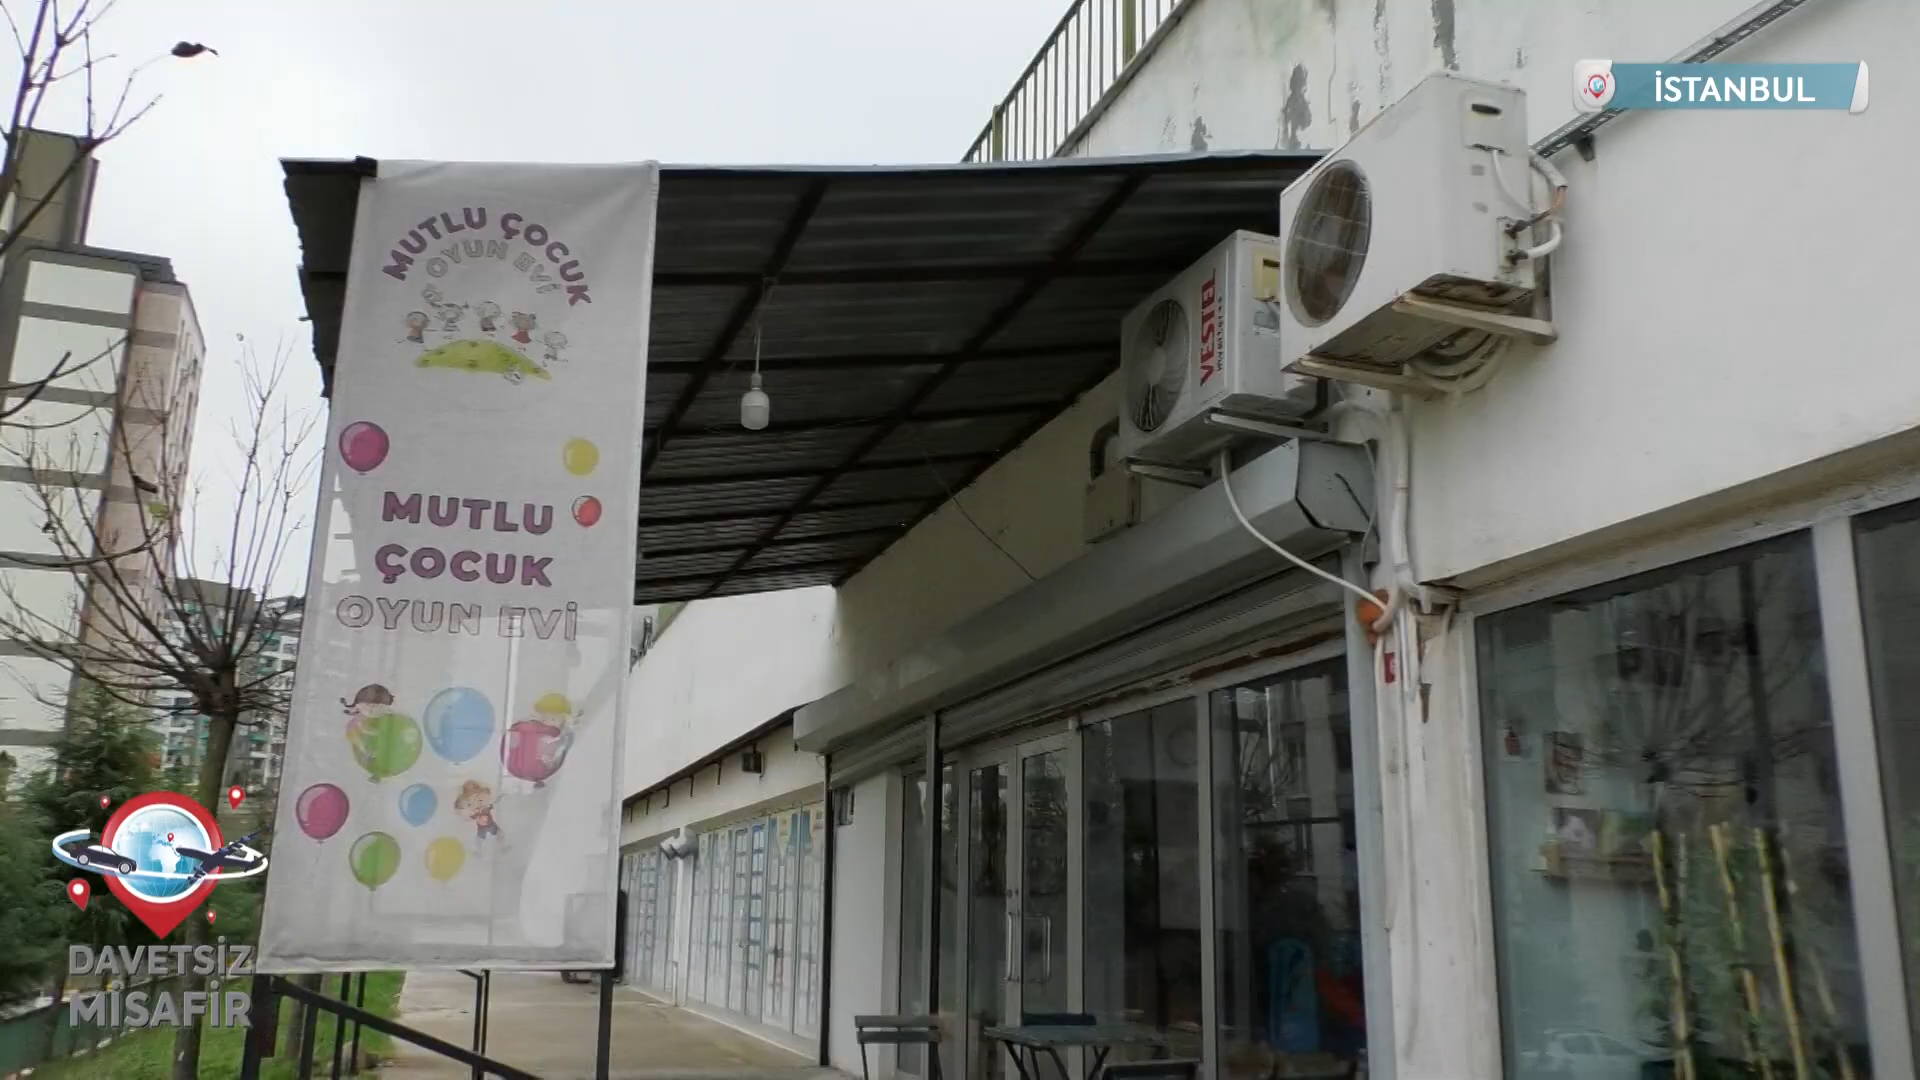 İSTANBUL
MUTLU ÇOCUK
OYUN EVİ
VESTEL
MUTLU
ÇOCUK
OYUN EVİ
DAVETSİZ
MİSAFİR